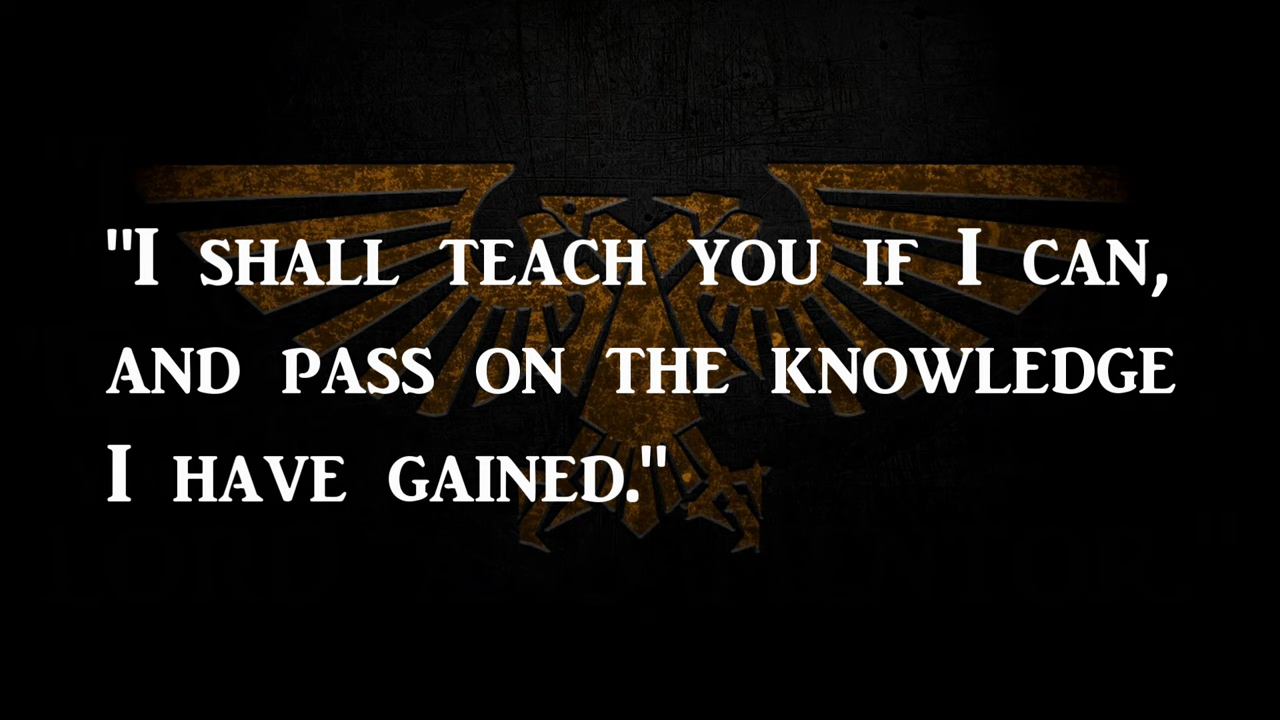 "I shall teach you if I can,
and pass on the knowledge
I have gained."